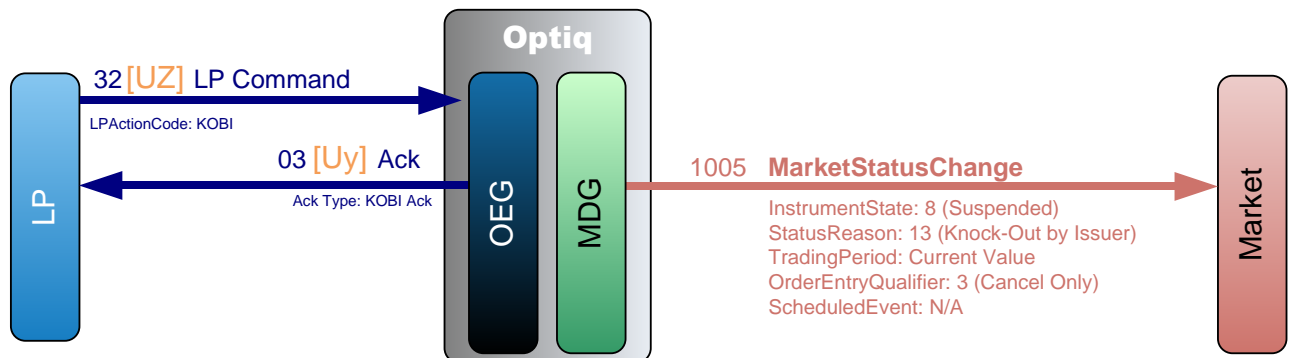 Optiq
32 [UZ] LP Command
LPActionCode: KOBI
03 [Uy] Ack
Ack Type: KOBI Ack
LP
OEG
MDG
1005 MarketStatusChange
InstrumentState: 8 (Suspended)
StatusReason: 13 (Knock-Out by Issuer)
TradingPeriod: Current Value
OrderEntryQualifier: 3 (Cancel Only)
ScheduledEvent: N/A
Market